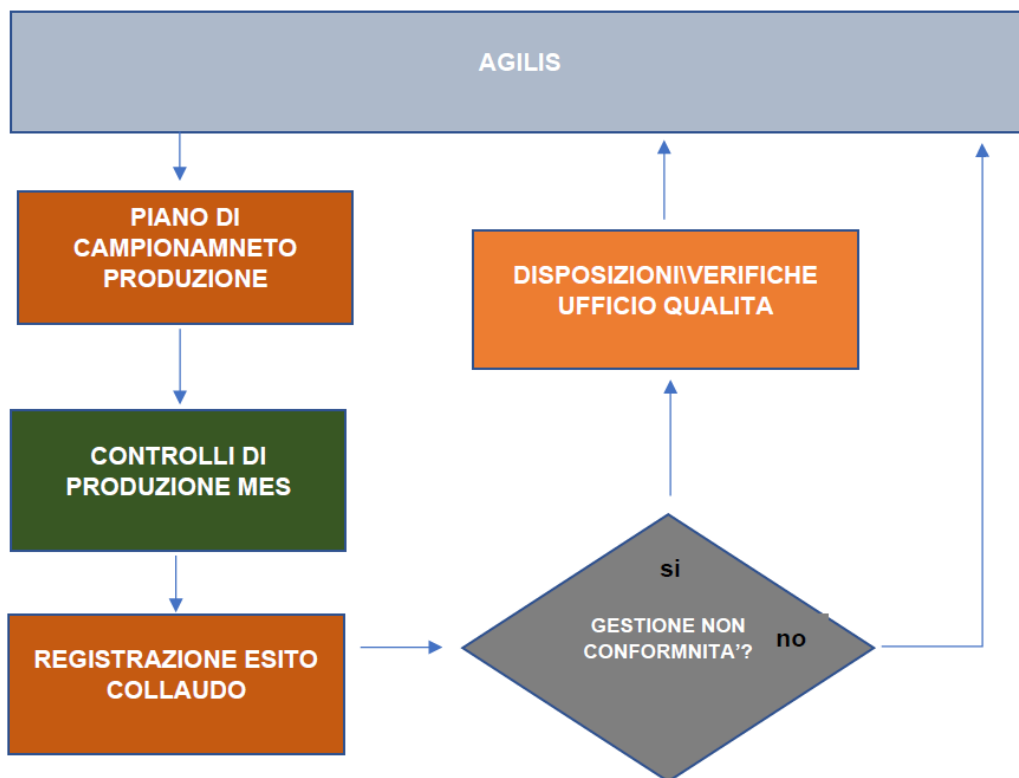 AGILIS
PIANO DI
CAMPIONAMNETO
PRODUZIONE
DISPOSIZIONI\VERIFICHE
UFFICIO QUALITA
CONTROLLI DI
PRODUZIONE MES
REGISTRAZIONE ESITO
COLLAUDO
si
GESTIONE NON
CONFORMNITA’?
no